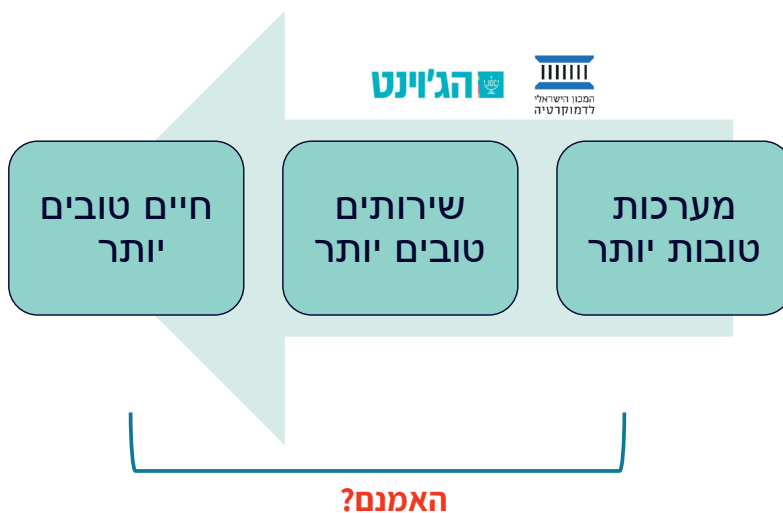 המכון הישראלי
לדמוקרטיה
הג'וינט
מערכות
טובות יותר
שירותים
טובים יותר
חיים טובים
יותר
האמנם?